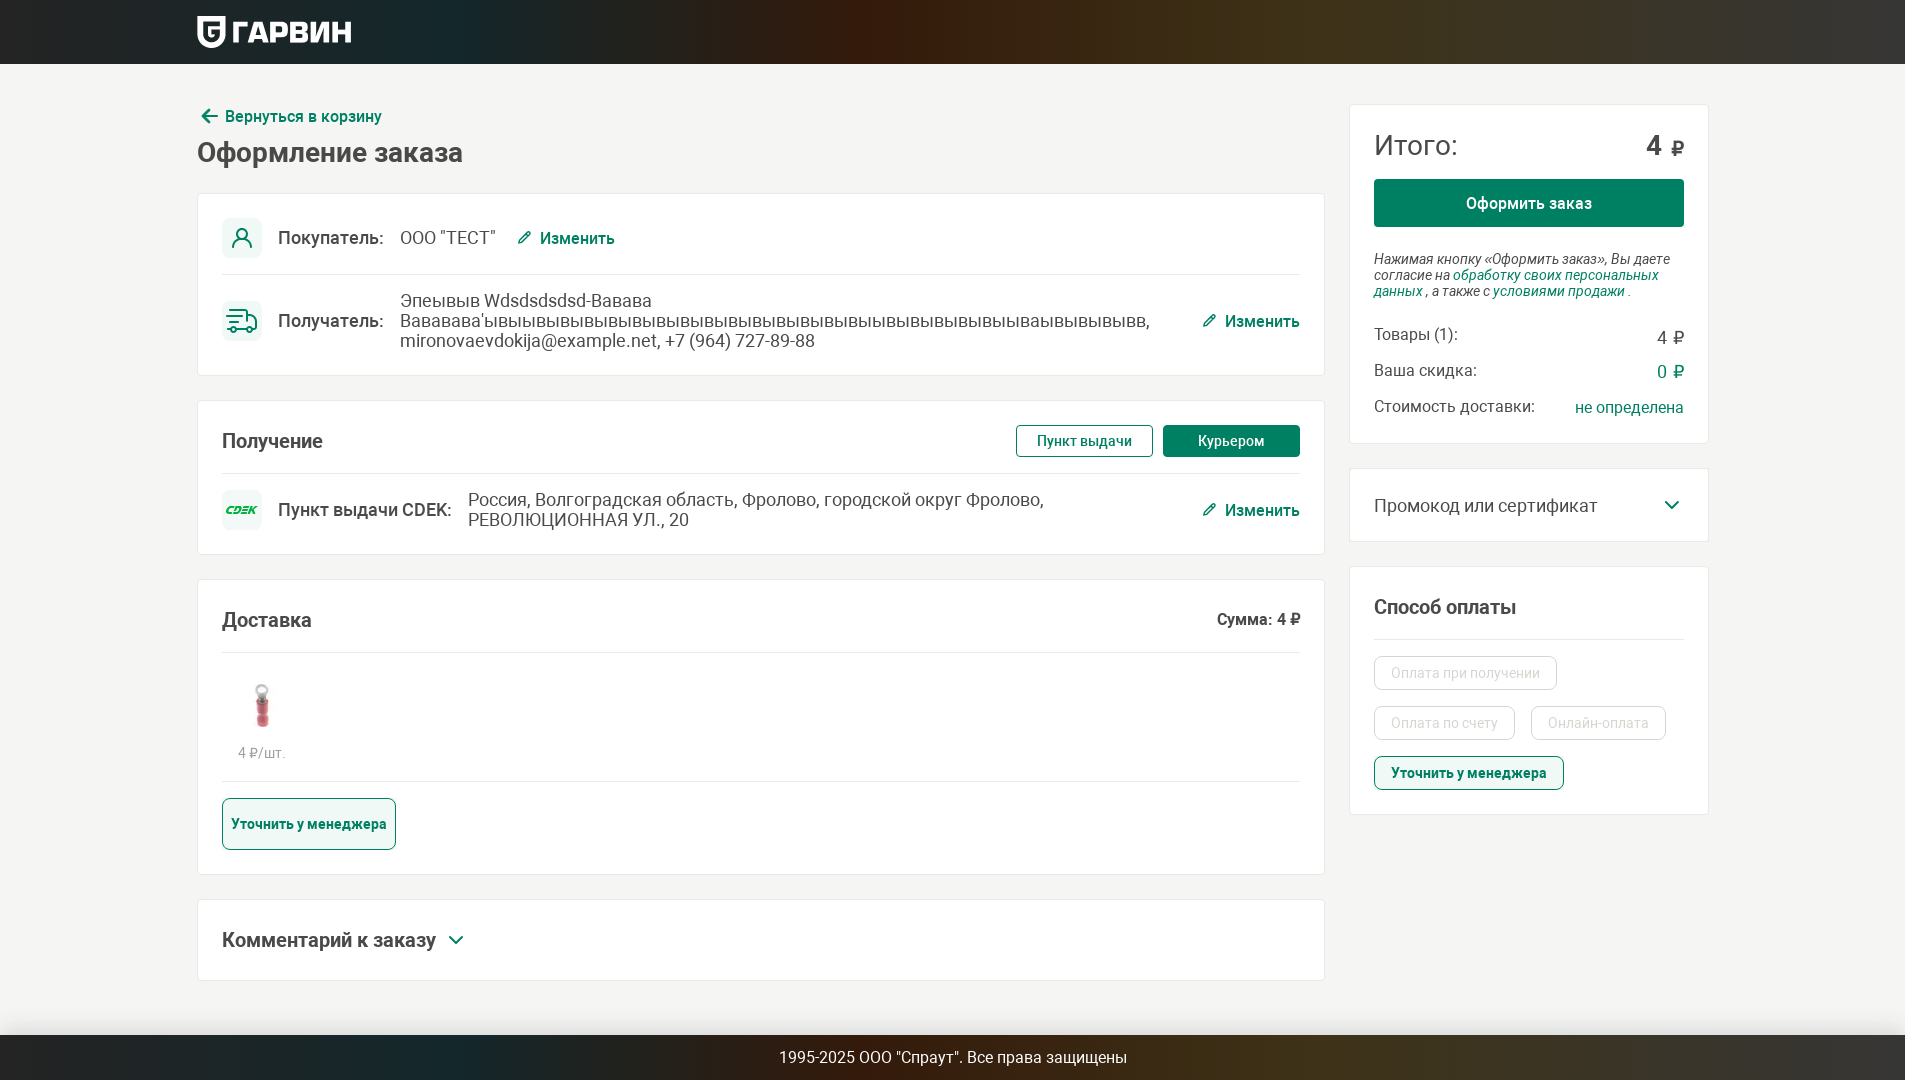 ГАРВИН
Вернуться в корзину
Оформление заказа
Покупатель: ООО "ТЕСТ" Изменить
Получатель:
Эпеывыв Wdsdsdsdsd-Вавава
Вавававa'ывыывывывывывывывывывывывывывывывыывывывывывывыываывывывывв,
mironovaevdokija@example.net, +7 (964) 727-89-88
Изменить
Получение
Пункт выдачи
Курьером
CDEK
Пункт выдачи CDEK:
Россия, Волгоградская область, Фролово, городской округ Фролово,
РЕВОЛЮЦИОННАЯ УЛ., 20
Изменить
Доставка
Сумма: 4 ₽
4 ₽/шт.
Уточнить у менеджера
Комментарий к заказу
Итого: 4 ₽
Оформить заказ
Нажимая кнопку «Оформить заказ», Вы даете
согласие на обработку своих персональных
данных , а также с условиями продажи .
Товары (1): 4 ₽
Ваша скидка: 0 ₽
Стоимость доставки: не определена
Промокод или сертификат
Способ оплаты
Оплата при получении
Оплата по счету
Онлайн-оплата
Уточнить у менеджера
1995-2025 ООО "Спраут". Все права защищены